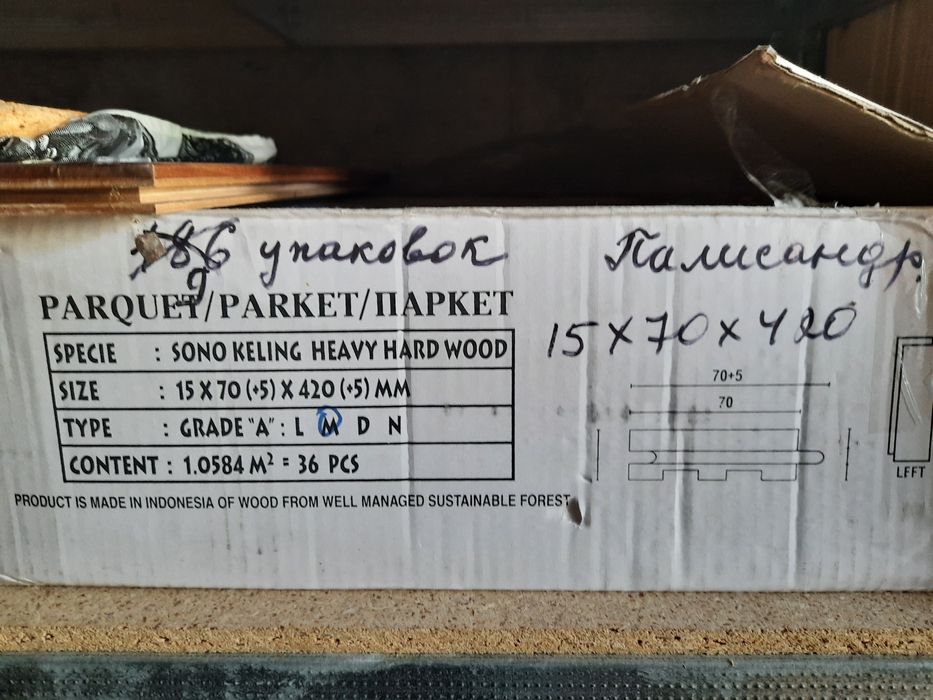 упаковок
Палисандр
PARQUET/PARKET/ПАРКЕТ
15 X 70 X 420
SPECIE : SONO KELING HEAVY HARD WOOD
SIZE : 15 X 70 (+5) X 420 (+5) MM
TYPE : GRADE "A" : L M D N
CONTENT : 1.0584 M² = 36 PCS
PRODUCT IS MADE IN INDONESIA OF WOOD FROM WELL MANAGED SUSTAINABLE FOREST
70+5
70
LEFT